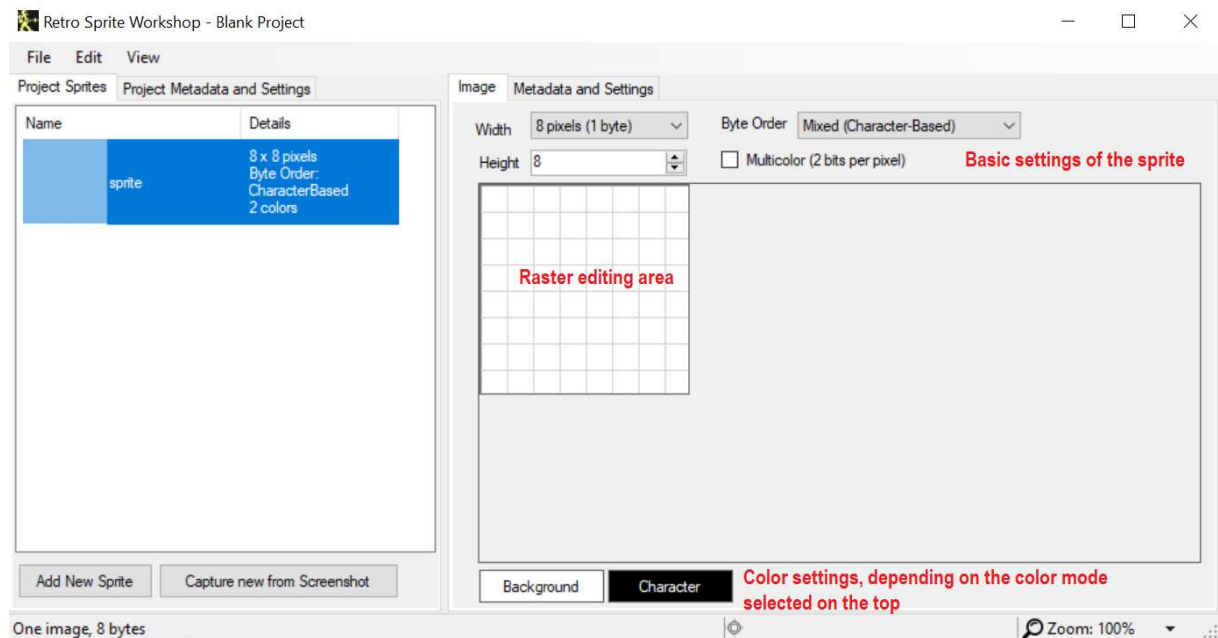 Retro Sprite Workshop - Blank Project
File Edit View
Project Sprites Project Metadata and Settings
Name Details
sprite
8 x 8 pixels
Byte Order:
CharacterBased
2 colors
Add New Sprite Capture new from Screenshot
Image Metadata and Settings
Width 8 pixels (1 byte) Byte Order Mixed (Character-Based)
Height 8 Multicolor (2 bits per pixel) Basic settings of the sprite
Raster editing area
Background Character
Color settings, depending on the color mode
selected on the top
One image, 8 bytes Zoom: 100%